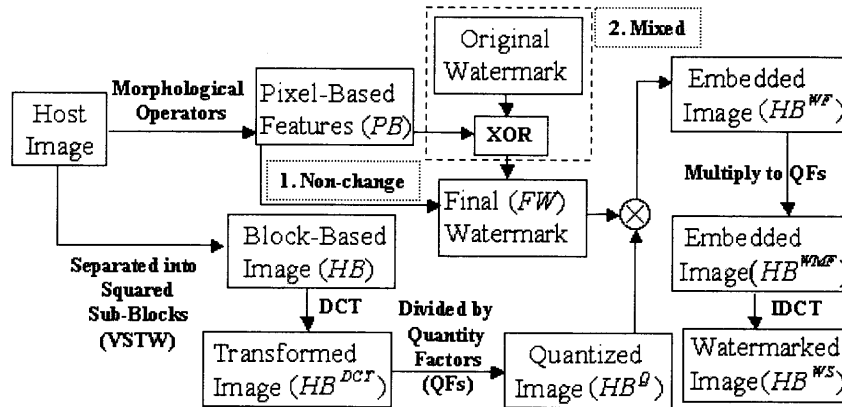 Original
Watermark
2. Mixed
Host
Image
Morphological
Operators
Pixel-Based
Features (PB)
XOR
Embedded
Image (HB^WF)
1. Non-change
Final (FW)
Watermark
Multiply to QFs
Separated into
Squared
Sub-Blocks
(VSTW)
Block-Based
Image (HB)
Embedded
Image(HB^WMF)
DCT
Divided by
Quantity
Factors
(QFs)
IDCT
Transformed
Image (HB^DCT)
Quantized
Image (HB^Q)
Watermarked
Image(HB^WS)